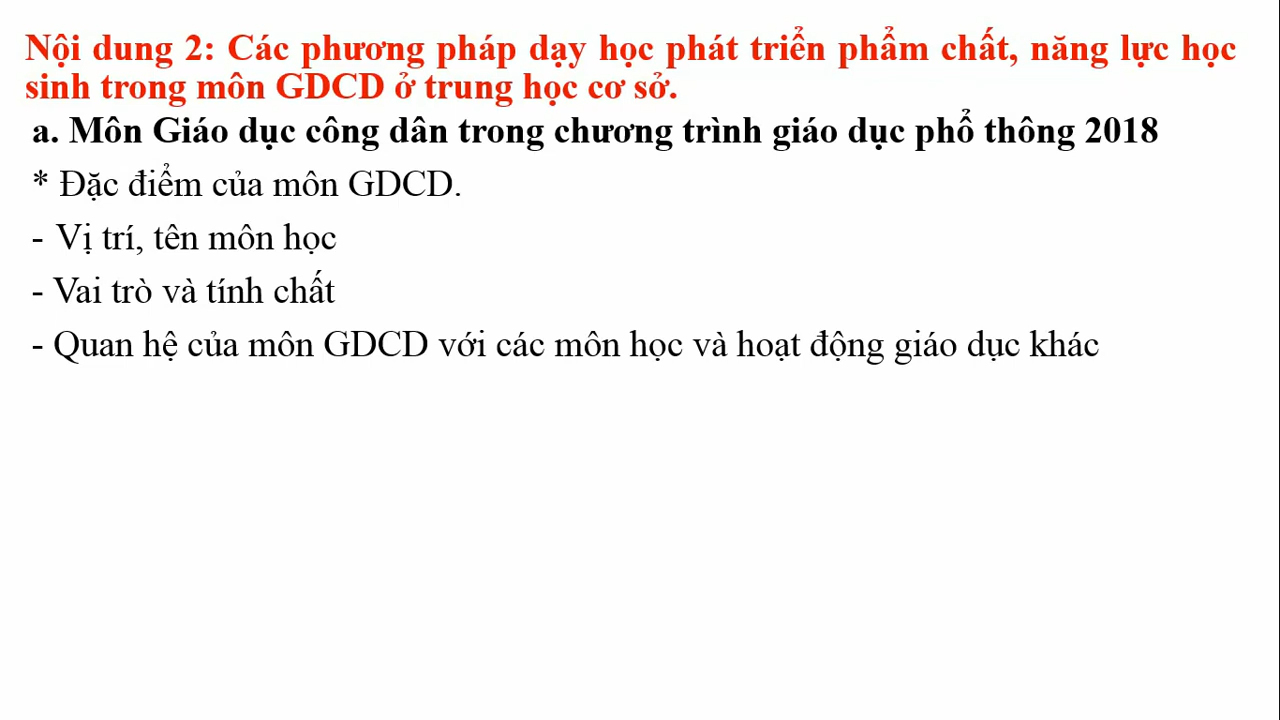 Nội dung 2: Các phương pháp dạy học phát triển phẩm chất, năng lực học
sinh trong môn GDCD ở trung học cơ sở.
a. Môn Giáo dục công dân trong chương trình giáo dục phổ thông 2018
* Đặc điểm của môn GDCD.
- Vị trí, tên môn học
- Vai trò và tính chất
- Quan hệ của môn GDCD với các môn học và hoạt động giáo dục khác